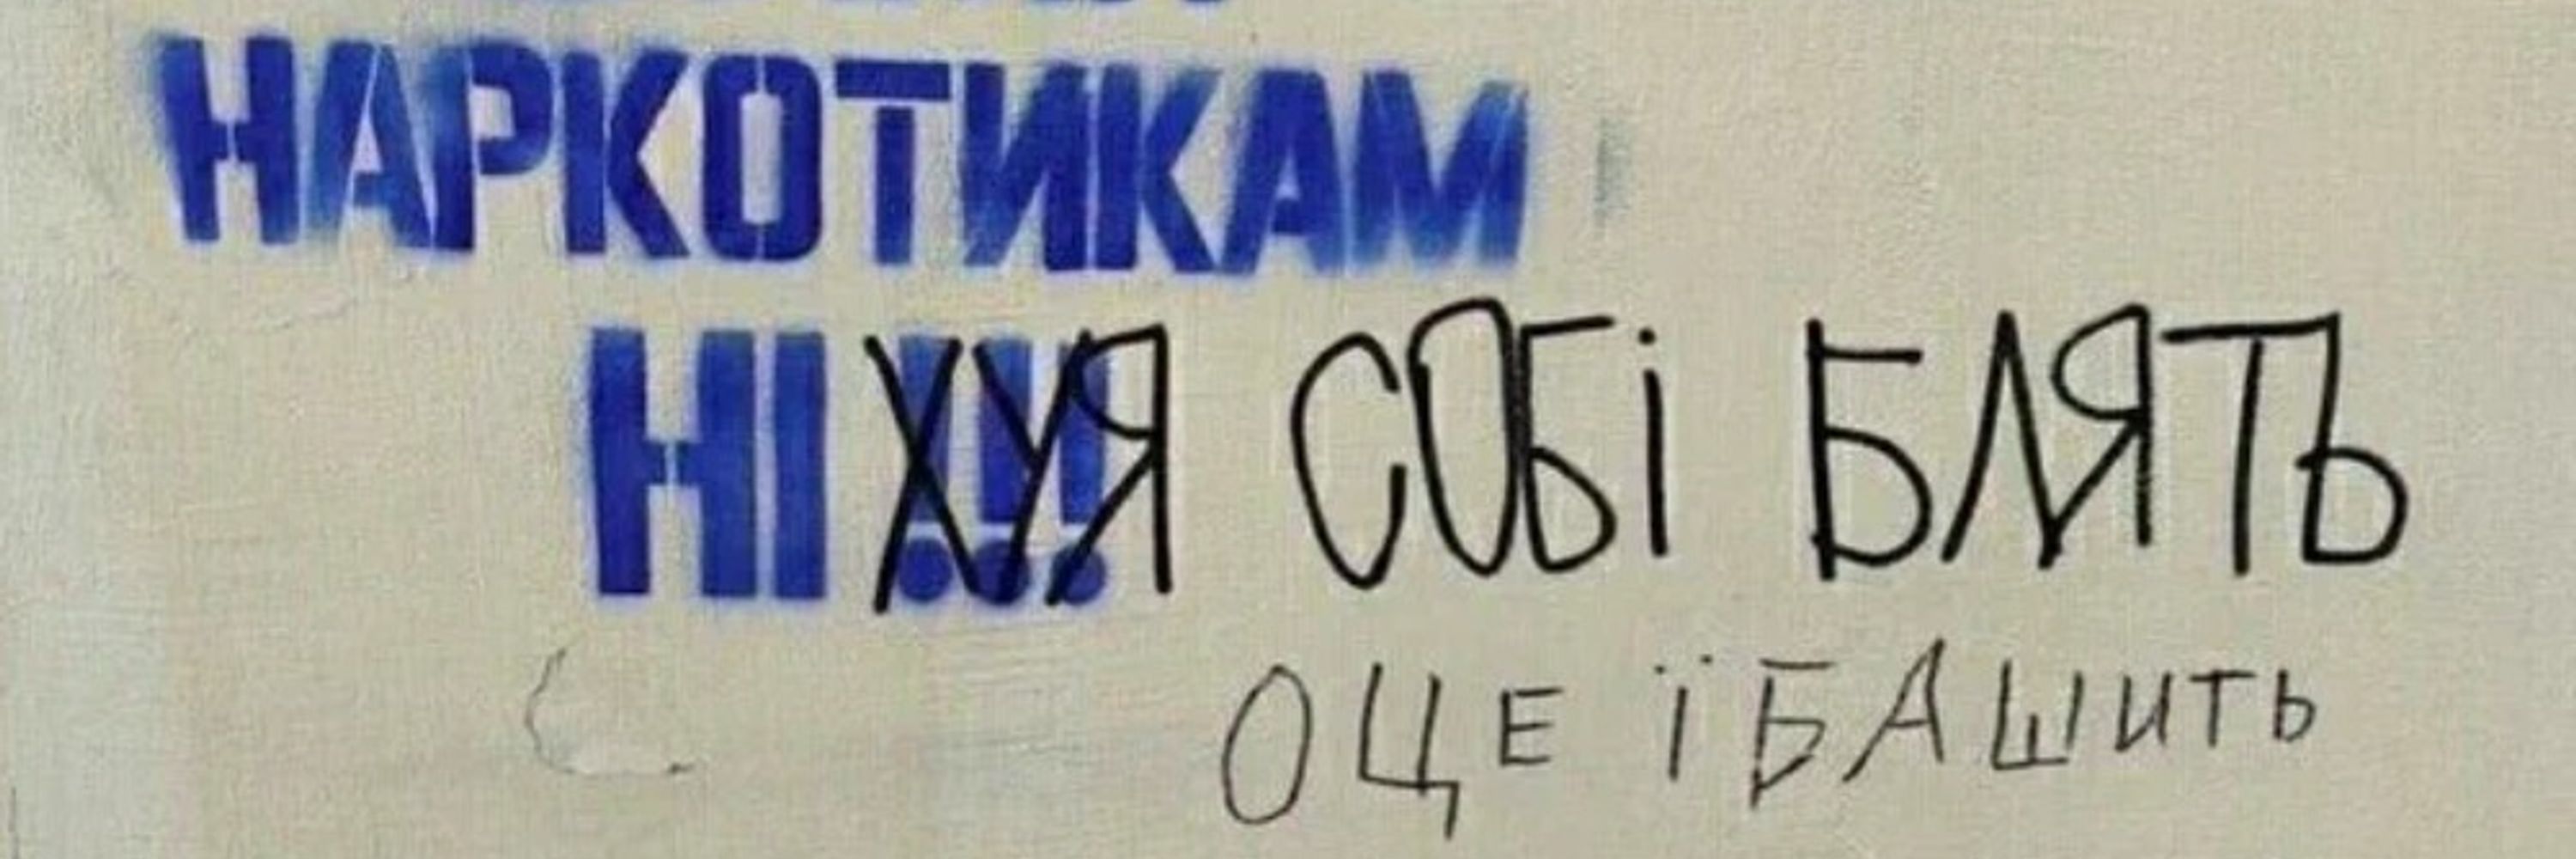 НАРКОТИКАМ
НІ!!! ХУЯ СОБІ БЛЯТЬ
ОЦЕ ЇБАШИТЬ